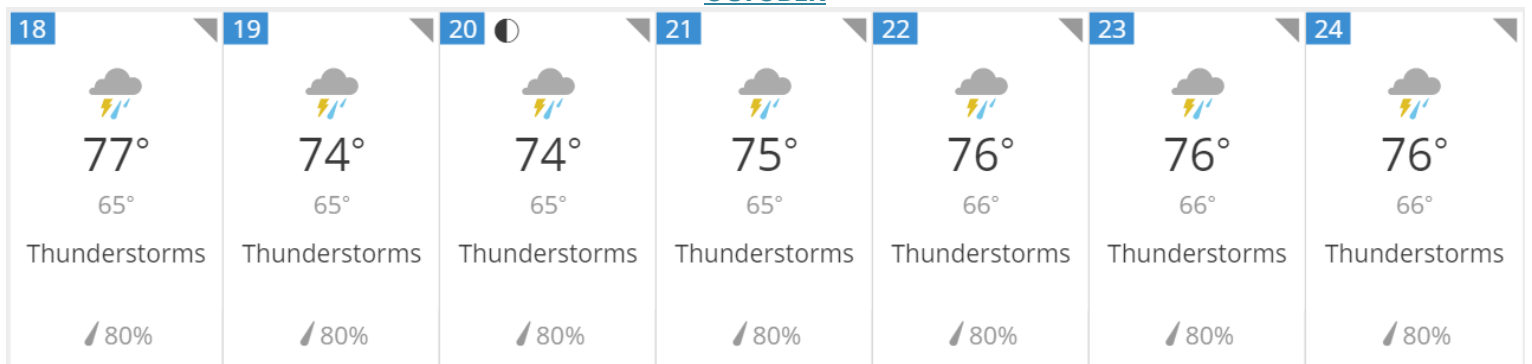 OCTOBER
18 19 20 21 22 23 24
77° 74° 74° 75° 76° 76° 76°
65° 65° 65° 65° 66° 66° 66°
Thunderstorms Thunderstorms Thunderstorms Thunderstorms Thunderstorms Thunderstorms Thunderstorms
80% 80% 80% 80% 80% 80% 80%